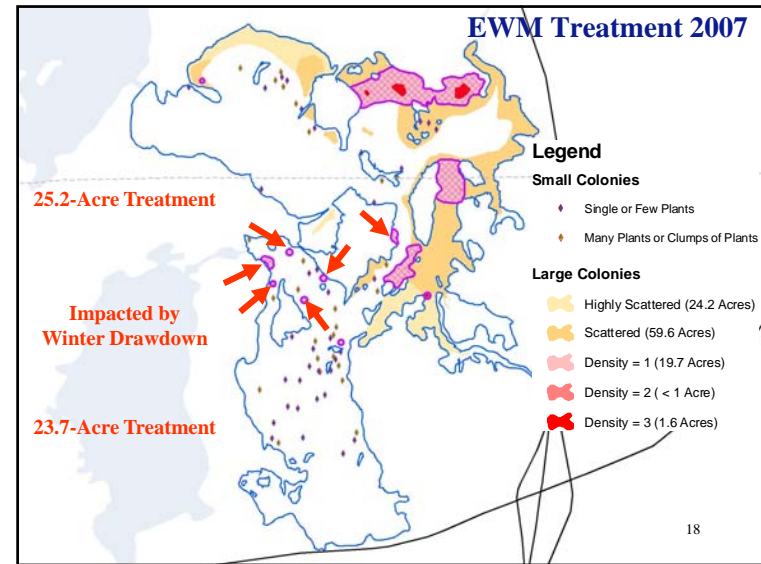 EWM Treatment 2007
25.2-Acre Treatment
Impacted by
Winter Drawdown
23.7-Acre Treatment
Legend
Small Colonies
Single or Few Plants
Many Plants or Clumps of Plants
Large Colonies
Highly Scattered (24.2 Acres)
Scattered (59.6 Acres)
Density = 1 (19.7 Acres)
Density = 2 ( < 1 Acre)
Density = 3 (1.6 Acres)
18